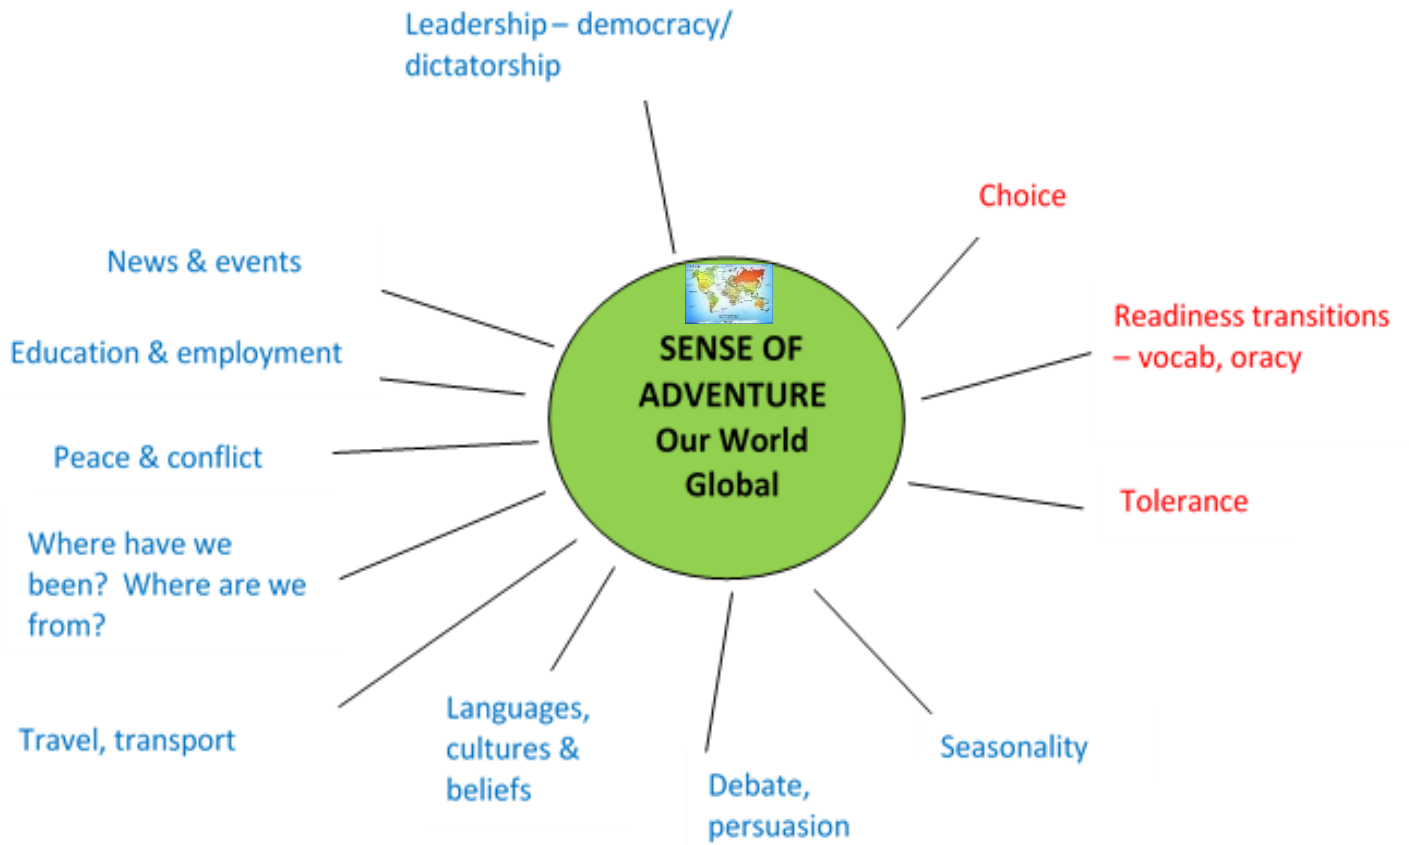 Leadership – democracy/
dictatorship
Choice
News & events
Readiness transitions
– vocab, oracy
Education & employment
SENSE OF
ADVENTURE
Our World
Global
Peace & conflict
Tolerance
Where have we
been?  Where are we
from?
Travel, transport
Languages,
cultures &
beliefs
Debate,
persuasion
Seasonality